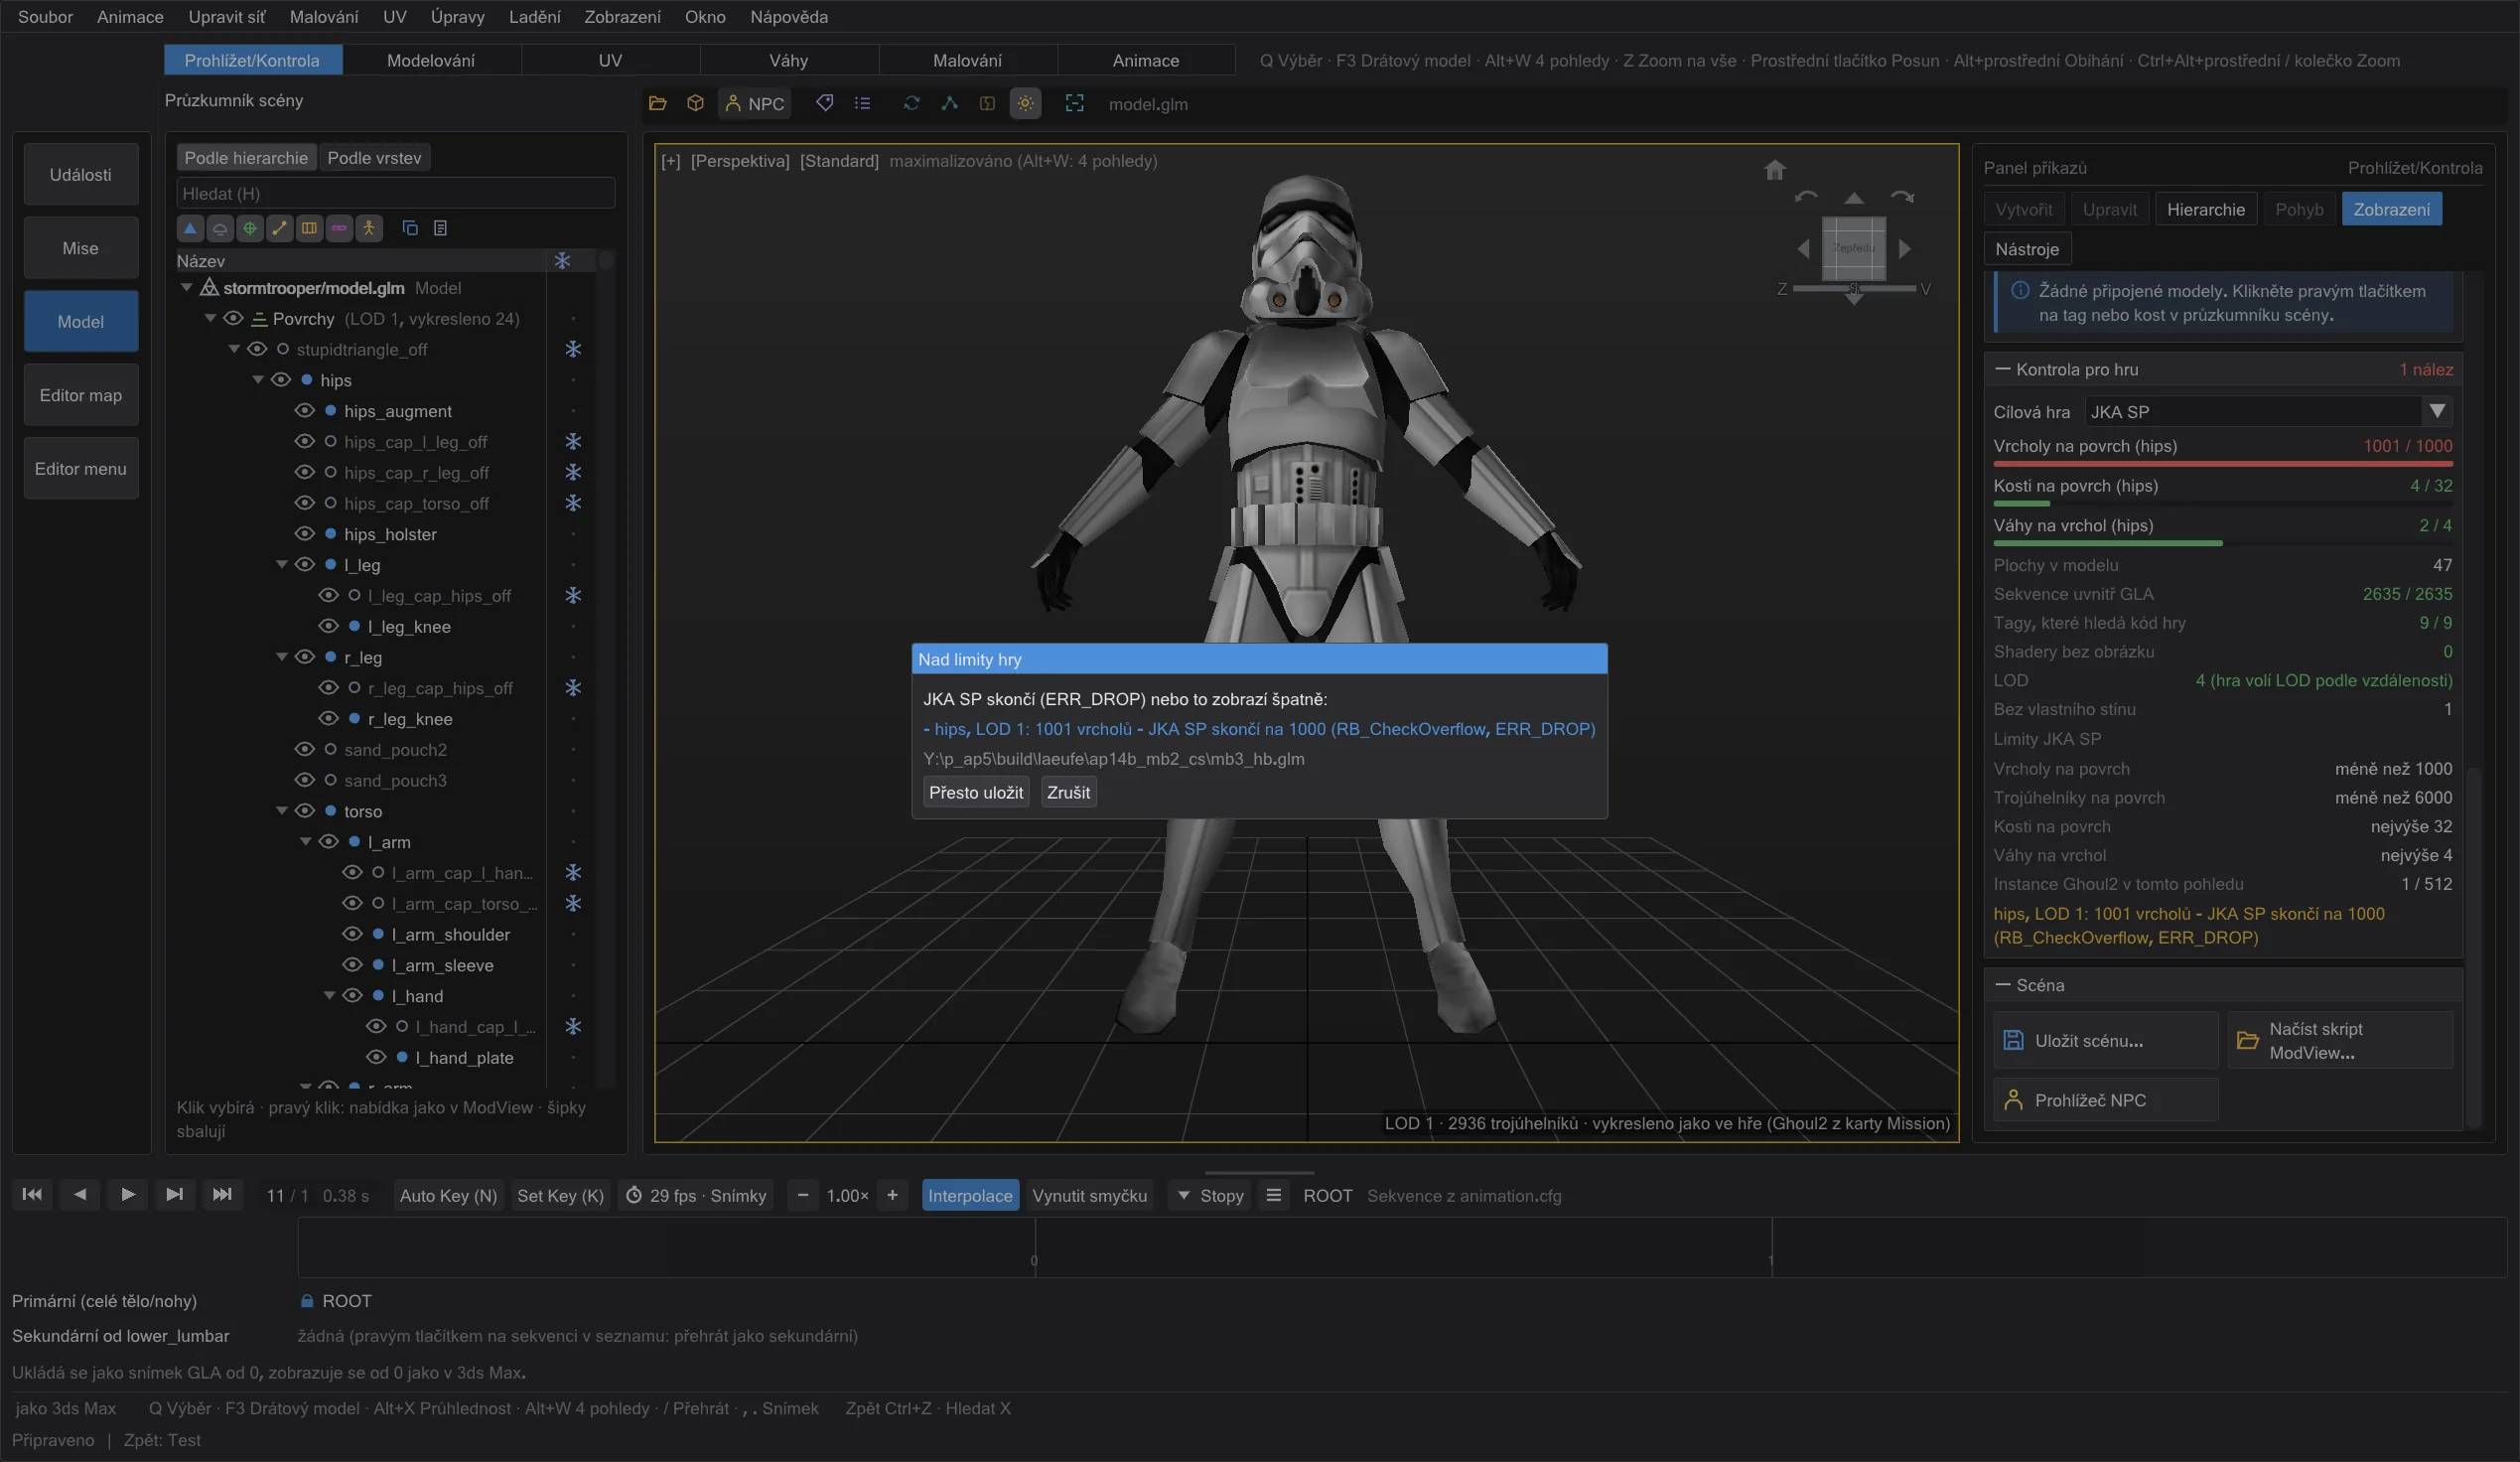 Soubor Animace Upravit síť Malování UV Úpravy Ladění Zobrazení Okno Nápověda
Prohlížet/Kontrola Modelování UV Váhy Malování Animace Q Výběr · F3 Drátový model · Alt+W 4 pohledy · Z Zoom na vše · Prostřední tlačítko Posun · Alt+prostřední Obíhání · Ctrl+Alt+prostřední / kolečko Zoom
Průzkumník scény
NPC model.glm
Události
Mise
Model
Editor map
Editor menu
Podle hierarchie Podle vrstev
Hledat (H)
Název
stormtrooper/model.glm Model
Povrchy (LOD 1, vykresleno 24)
stupidtriangle_off
hips
hips_augment
hips_cap_l_leg_off
hips_cap_r_leg_off
hips_cap_torso_off
hips_holster
l_leg
l_leg_cap_hips_off
l_leg_knee
r_leg
r_leg_cap_hips_off
r_leg_knee
sand_pouch2
sand_pouch3
torso
l_arm
l_arm_cap_l_han...
l_arm_cap_torso_...
l_arm_shoulder
l_arm_sleeve
l_hand
l_hand_cap_l_...
l_hand_plate
r_arm
Klik vybírá · pravý klik: nabídka jako v ModView · šipky
sbalují
[+] [Perspektiva] [Standard] maximalizováno (Alt+W: 4 pohledy)
Zepředu
Z V
Nad limity hry
JKA SP skončí (ERR_DROP) nebo to zobrazí špatně:
- hips, LOD 1: 1001 vrcholů - JKA SP skončí na 1000 (RB_CheckOverflow, ERR_DROP)
Y:\p_ap5\build\laeufe\ap14b_mb2_cs\mb3_hb.glm
Přesto uložit Zrušit
LOD 1 · 2936 trojúhelníků · vykresleno jako ve hře (Ghoul2 z karty Mission)
Panel příkazů Prohlížet/Kontrola
Vytvořit Upravit Hierarchie Pohyb Zobrazení
Nástroje
Žádné připojené modely. Klikněte pravým tlačítkem
na tag nebo kost v průzkumníku scény.
Kontrola pro hru 1 nález
Cílová hra JKA SP
Vrcholy na povrch (hips) 1001 / 1000
Kosti na povrch (hips) 4 / 32
Váhy na vrchol (hips) 2 / 4
Plochy v modelu 47
Sekvence uvnitř GLA 2635 / 2635
Tagy, které hledá kód hry 9 / 9
Shadery bez obrázku 0
LOD 4 (hra volí LOD podle vzdálenosti)
Bez vlastního stínu 1
Limity JKA SP
Vrcholy na povrch méně než 1000
Trojúhelníky na povrch méně než 6000
Kosti na povrch nejvýše 32
Váhy na vrchol nejvýše 4
Instance Ghoul2 v tomto pohledu 1 / 512
hips, LOD 1: 1001 vrcholů - JKA SP skončí na 1000
(RB_CheckOverflow, ERR_DROP)
Scéna
Uložit scénu...
Načíst skript
ModView...
Prohlížeč NPC
11 / 1 0.38 s Auto Key (N) Set Key (K) 29 fps · Snímky − 1.00× + Interpolace Vynutit smyčku Stopy ROOT Sekvence z animation.cfg
0 1
Primární (celé tělo/nohy) ROOT
Sekundární od lower_lumbar žádná (pravým tlačítkem na sekvenci v seznamu: přehrát jako sekundární)
Ukládá se jako snímek GLA od 0, zobrazuje se od 0 jako v 3ds Max.
jako 3ds Max Q Výběr · F3 Drátový model · Alt+X Průhlednost · Alt+W 4 pohledy · / Přehrát · , . Snímek Zpět Ctrl+Z · Hledat X
Připraveno | Zpět: Test